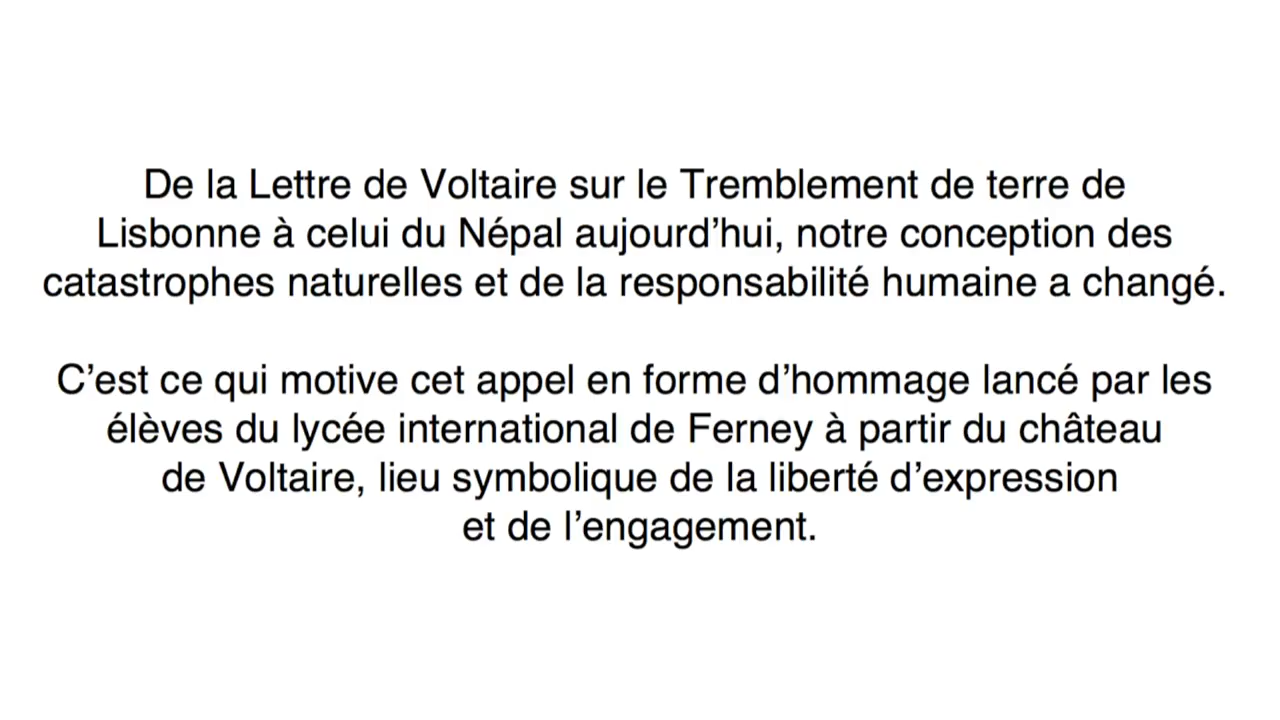 De la Lettre de Voltaire sur le Tremblement de terre de
Lisbonne à celui du Népal aujourd’hui, notre conception des
catastrophes naturelles et de la responsabilité humaine a changé.
C’est ce qui motive cet appel en forme d’hommage lancé par les
élèves du lycée international de Ferney à partir du château
de Voltaire, lieu symbolique de la liberté d’expression
et de l’engagement.